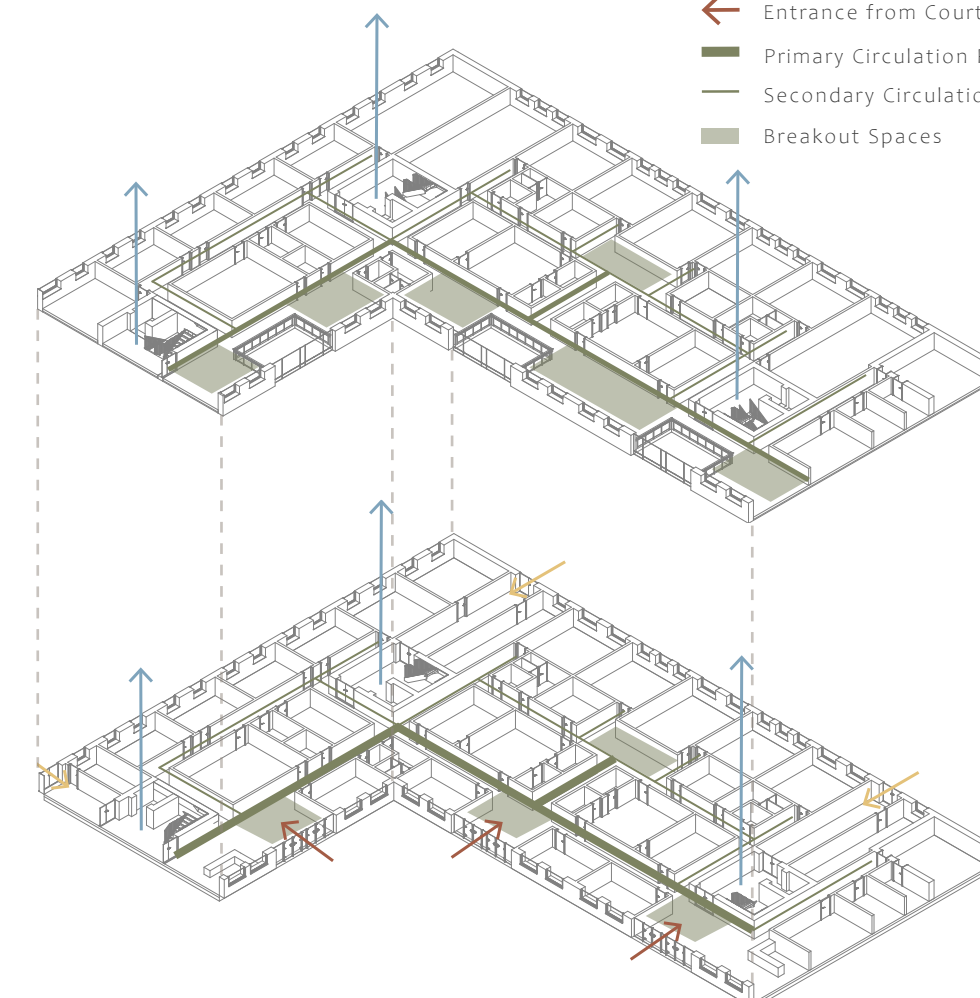 Entrance from Court
Primary Circulation
Secondary Circulatio
Breakout Spaces